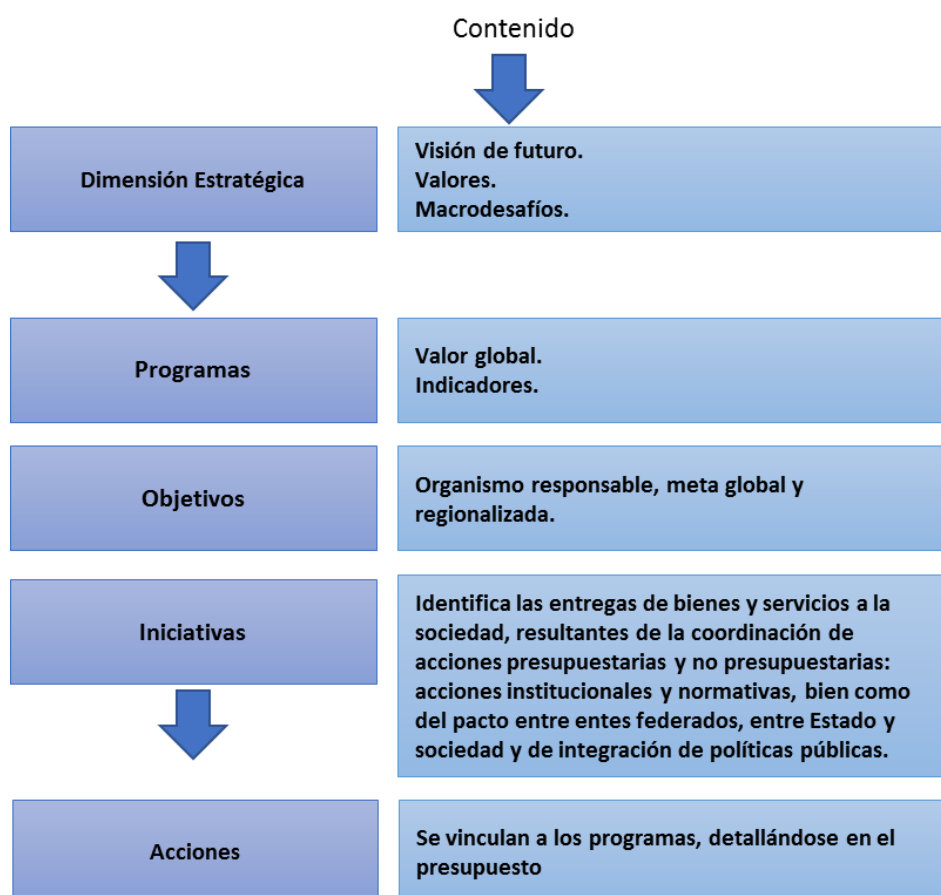 Contenido
Dimensión Estratégica
Visión de futuro.
Valores.
Macrodesafíos.
Programas
Valor global.
Indicadores.
Objetivos
Organismo responsable, meta global y
regionalizada.
Iniciativas
Identifica las entregas de bienes y servicios a la
sociedad, resultantes de la coordinación de
acciones presupuestarias y no presupuestarias:
acciones institucionales y normativas, bien como
del pacto entre entes federados, entre Estado y
sociedad y de integración de políticas públicas.
Acciones
Se vinculan a los programas, detallándose en el
presupuesto